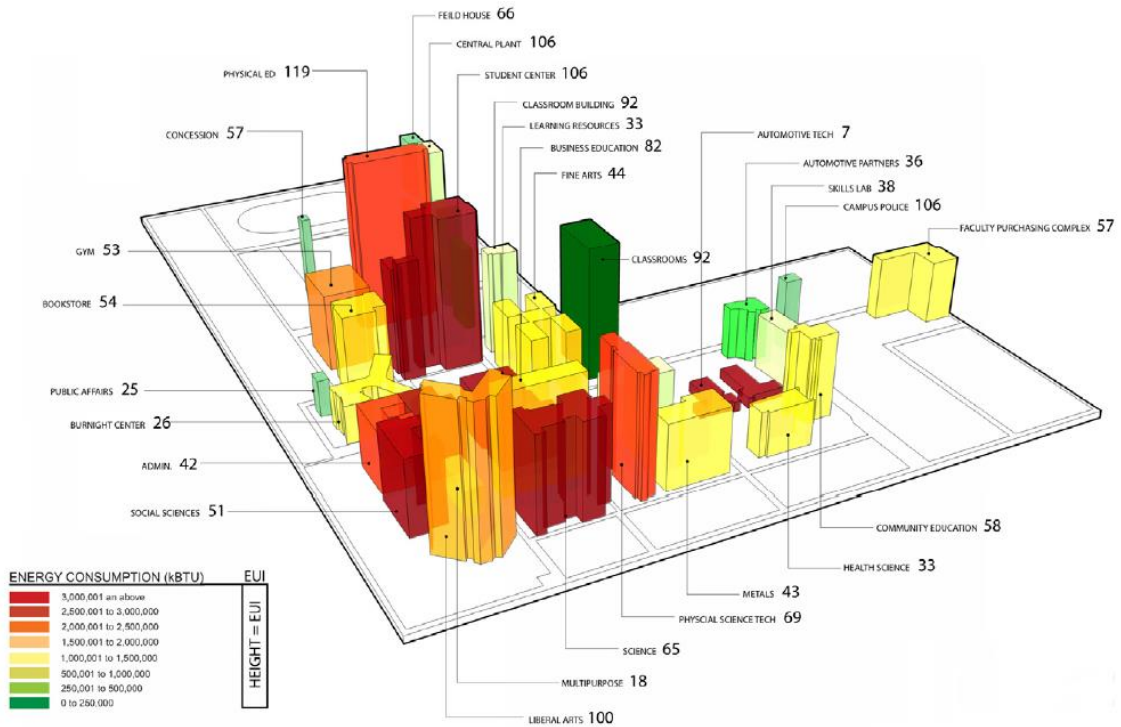 FEILD HOUSE 66
CENTRAL PLANT 106
PHYSICAL ED 119
STUDENT CENTER 106
CLASSROOM BUILDING 92
LEARNING RESOURCES 33
CONCESSION 57
AUTOMOTIVE TECH 7
BUSINESS EDUCATION 82
AUTOMOTIVE PARTNERS 36
FINE ARTS 44
SKILLS LAB 38
CAMPUS POLICE 106
FACULTY PURCHASING COMPLEX 57
GYM 53
CLASSROOMS 92
BOOKSTORE 54
PUBLIC AFFAIRS 25
BURNIGHT CENTER 26
ADMIN. 42
SOCIAL SCIENCES 51
COMMUNITY EDUCATION 58
HEALTH SCIENCE 33
METALS 43
PHYSCIAL SCIENCE TECH 69
SCIENCE 65
MULTIPURPOSE 18
LIBERAL ARTS 100
ENERGY CONSUMPTION (kBTU) EUI
3,000,001 an above
2,500,001 to 3,000,000
2,000,001 to 2,500,000
1,500,001 to 2,000,000
1,000,001 to 1,500,000
500,001 to 1,000,000
250,001 to 500,000
0 to 250,000
HEIGHT = EUI